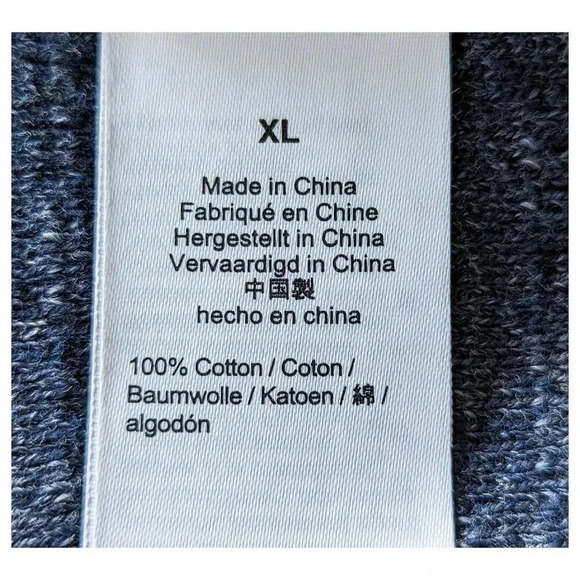 XL
Made in China
Fabriqué en Chine
Hergestellt in China
Vervaardigd in China
中国製
hecho en china
100% Cotton / Coton /
Baumwolle / Katoen / 綿 /
algodón